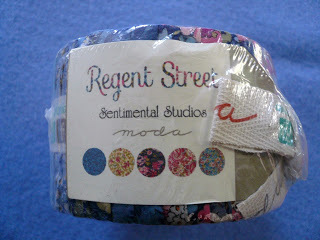 Regent Street
Sentimental Studios
moda
a